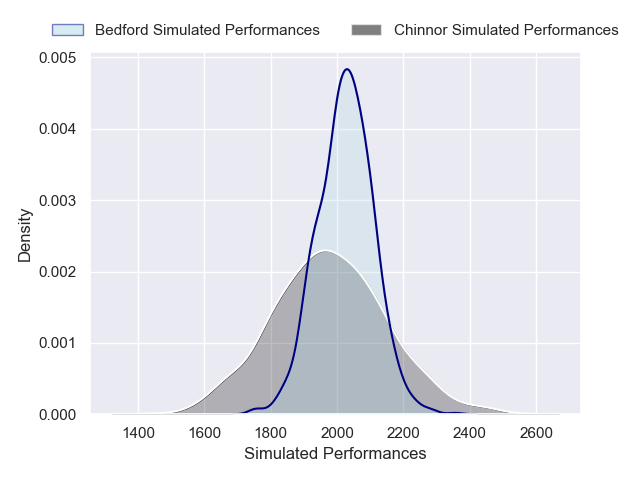 Bedford Simulated Performances
Chinnor Simulated Performances
0.005
0.004
0.003
0.002
0.001
0.000
Density
1400 1600 1800 2000 2200 2400 2600
Simulated Performances